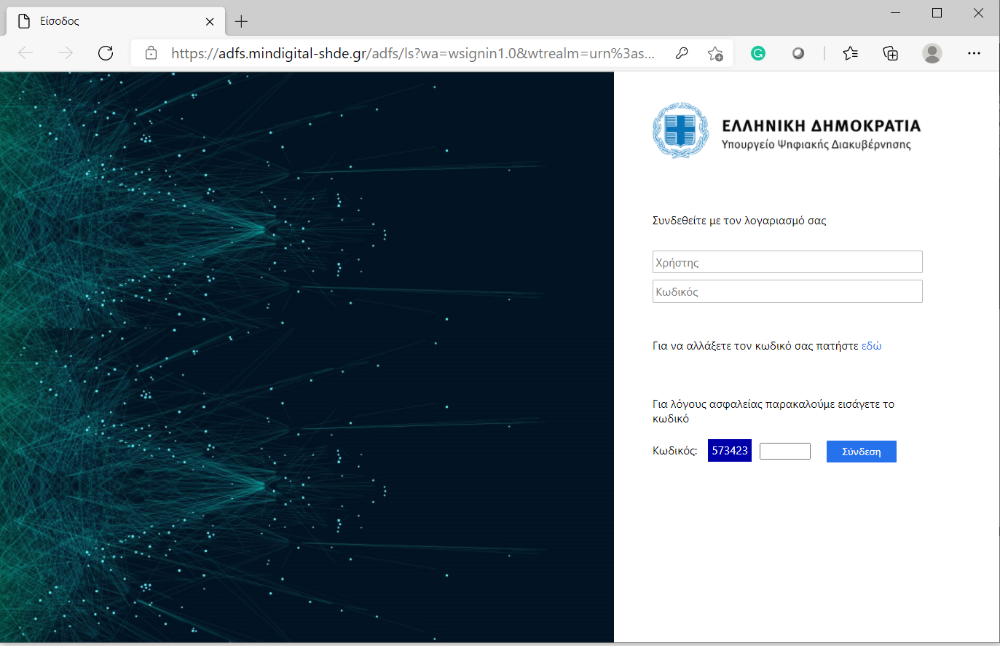 Είσοδος
https://adfs.mindigital-shde.gr/adfs/ls?wa=wsignin1.0&wtrealm=urn%3as...
ΕΛΛΗΝΙΚΗ ΔΗΜΟΚΡΑΤΙΑ
Υπουργείο Ψηφιακής Διακυβέρνησης
Συνδεθείτε με τον λογαριασμό σας
Χρήστης
Κωδικός
Για να αλλάξετε τον κωδικό σας πατήστε εδώ
Για λόγους ασφαλείας παρακαλούμε εισάγετε το
κωδικό
Κωδικός: 573423 Σύνδεση